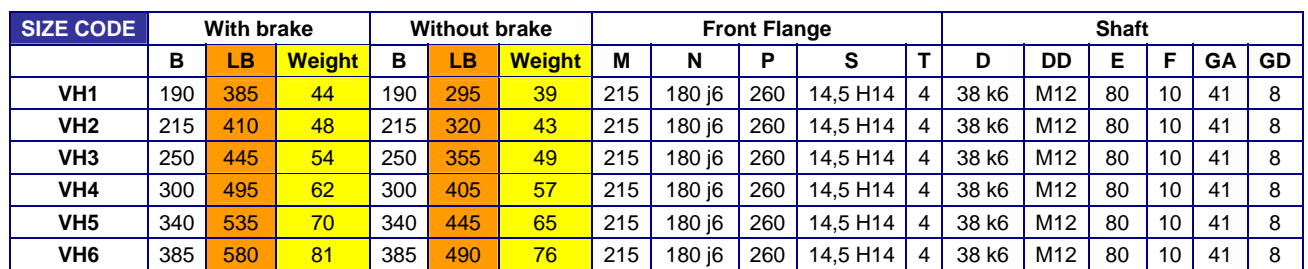 SIZE CODE With brake Without brake Front Flange Shaft
B LB Weight B LB Weight M N P S T D DD E F GA GD
VH1 190 385 44 190 295 39 215 180 j6 260 14,5 H14 4 38 k6 M12 80 10 41 8
VH2 215 410 48 215 320 43 215 180 j6 260 14,5 H14 4 38 k6 M12 80 10 41 8
VH3 250 445 54 250 355 49 215 180 j6 260 14,5 H14 4 38 k6 M12 80 10 41 8
VH4 300 495 62 300 405 57 215 180 j6 260 14,5 H14 4 38 k6 M12 80 10 41 8
VH5 340 535 70 340 445 65 215 180 j6 260 14,5 H14 4 38 k6 M12 80 10 41 8
VH6 385 580 81 385 490 76 215 180 j6 260 14,5 H14 4 38 k6 M12 80 10 41 8